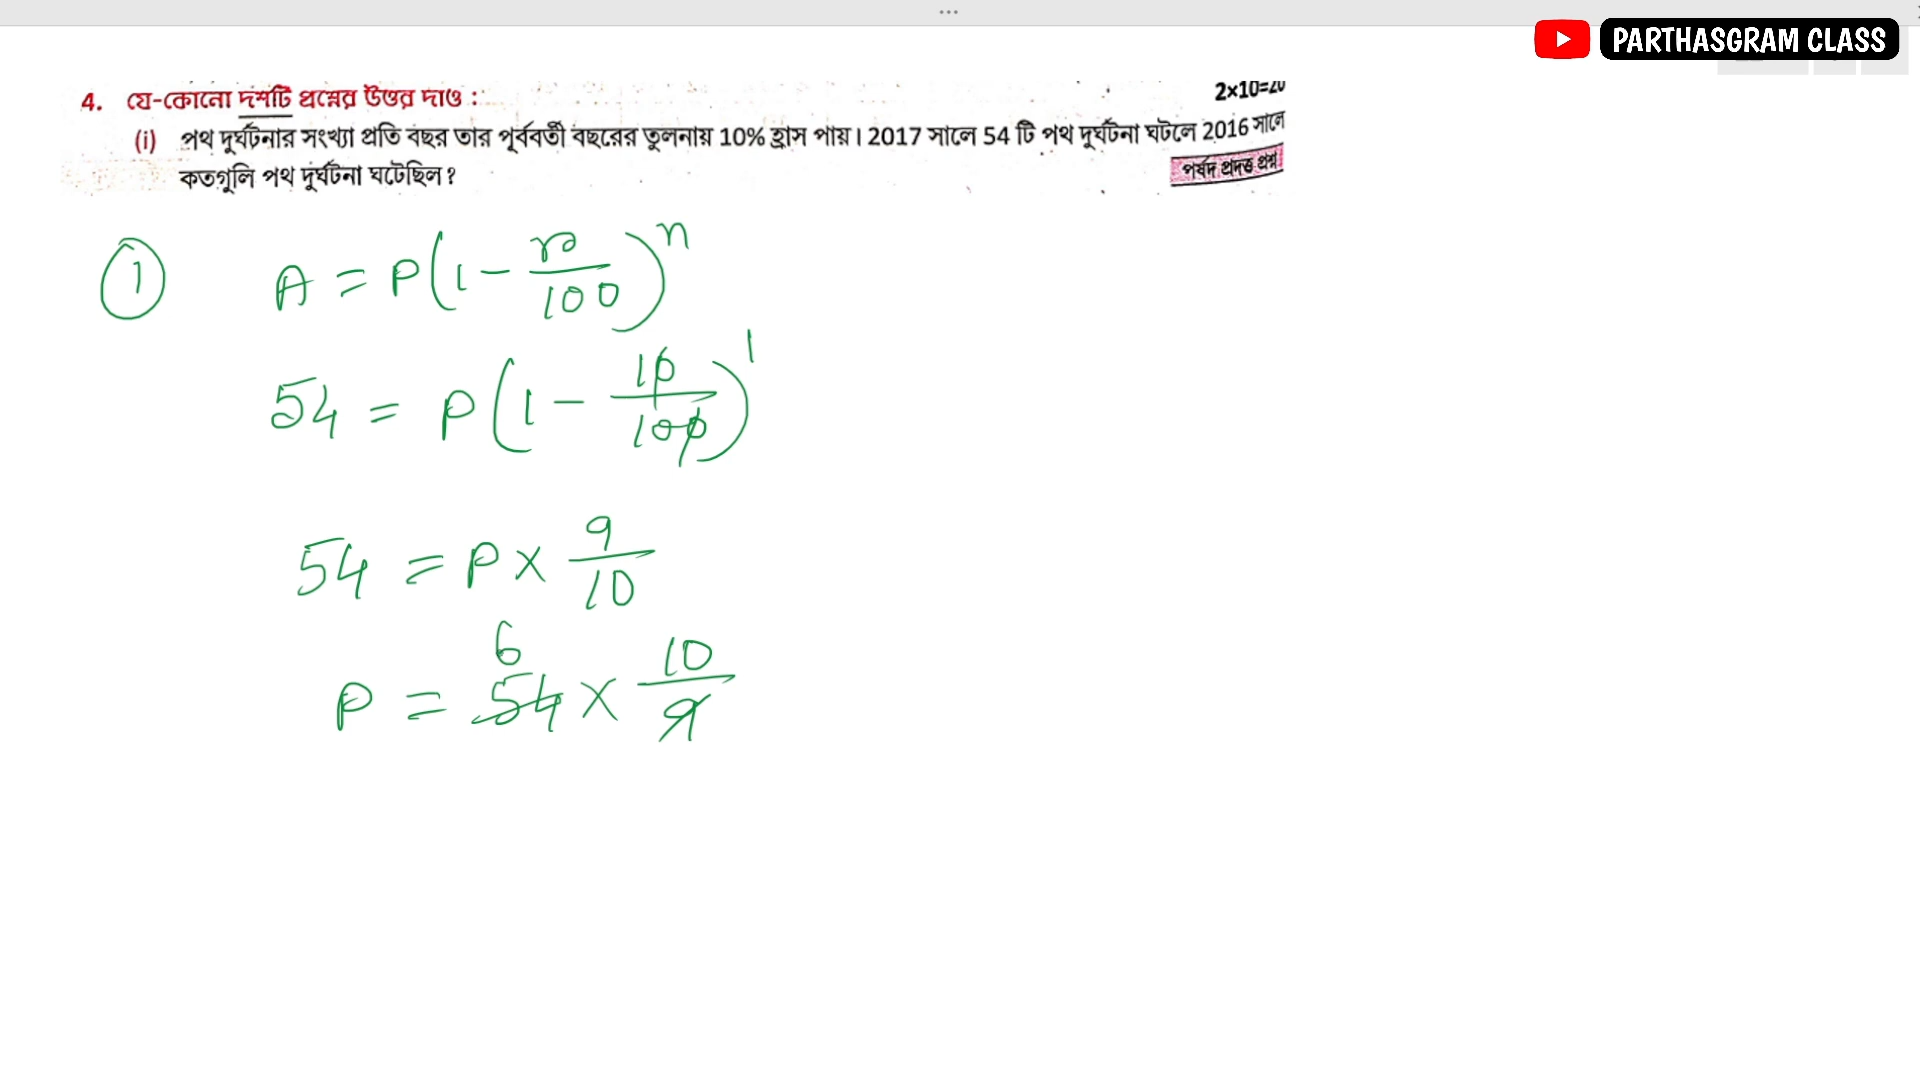 ...
PARTHASGRAM CLASS
4. যে-কোনো দশটি প্রশ্নের উত্তর দাও : 2×10=20
(i) পথ দুর্ঘটনার সংখ্যা প্রতি বছর তার পূর্ববর্তী বছরের তুলনায় 10% হ্রাস পায়। 2017 সালে 54 টি পথ দুর্ঘটনা ঘটলে 2016 সালে
কতগুলি পথ দুর্ঘটনা ঘটেছিল? পর্ষদ প্রদত্ত প্রশ্ন
① A = P(1 - r/100)^n
54 = P(1 - 10/100)^1
54 = P × 9/10
6
P = 54 × 10/9